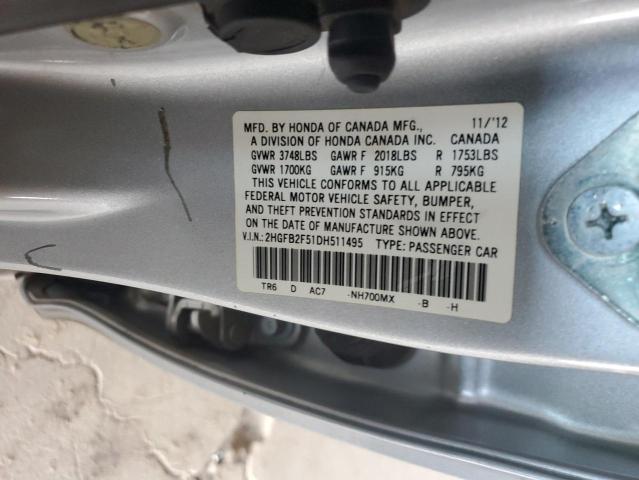 MFD. BY HONDA OF CANADA MFG., 11/'12
A DIVISION OF HONDA CANADA INC. CANADA
GVWR 3748LBS GAWR F 2018LBS R 1753LBS
GVWR 1700KG GAWR F 915KG R 795KG
THIS VEHICLE CONFORMS TO ALL APPLICABLE
FEDERAL MOTOR VEHICLE SAFETY, BUMPER,
AND THEFT PREVENTION STANDARDS IN EFFECT
ON THE DATE OF MANUFACTURE SHOWN ABOVE.
V.I.N.: 2HGFB2F51DH511495 TYPE: PASSENGER CAR
TR6 D AC7 -NH700MX -B -H